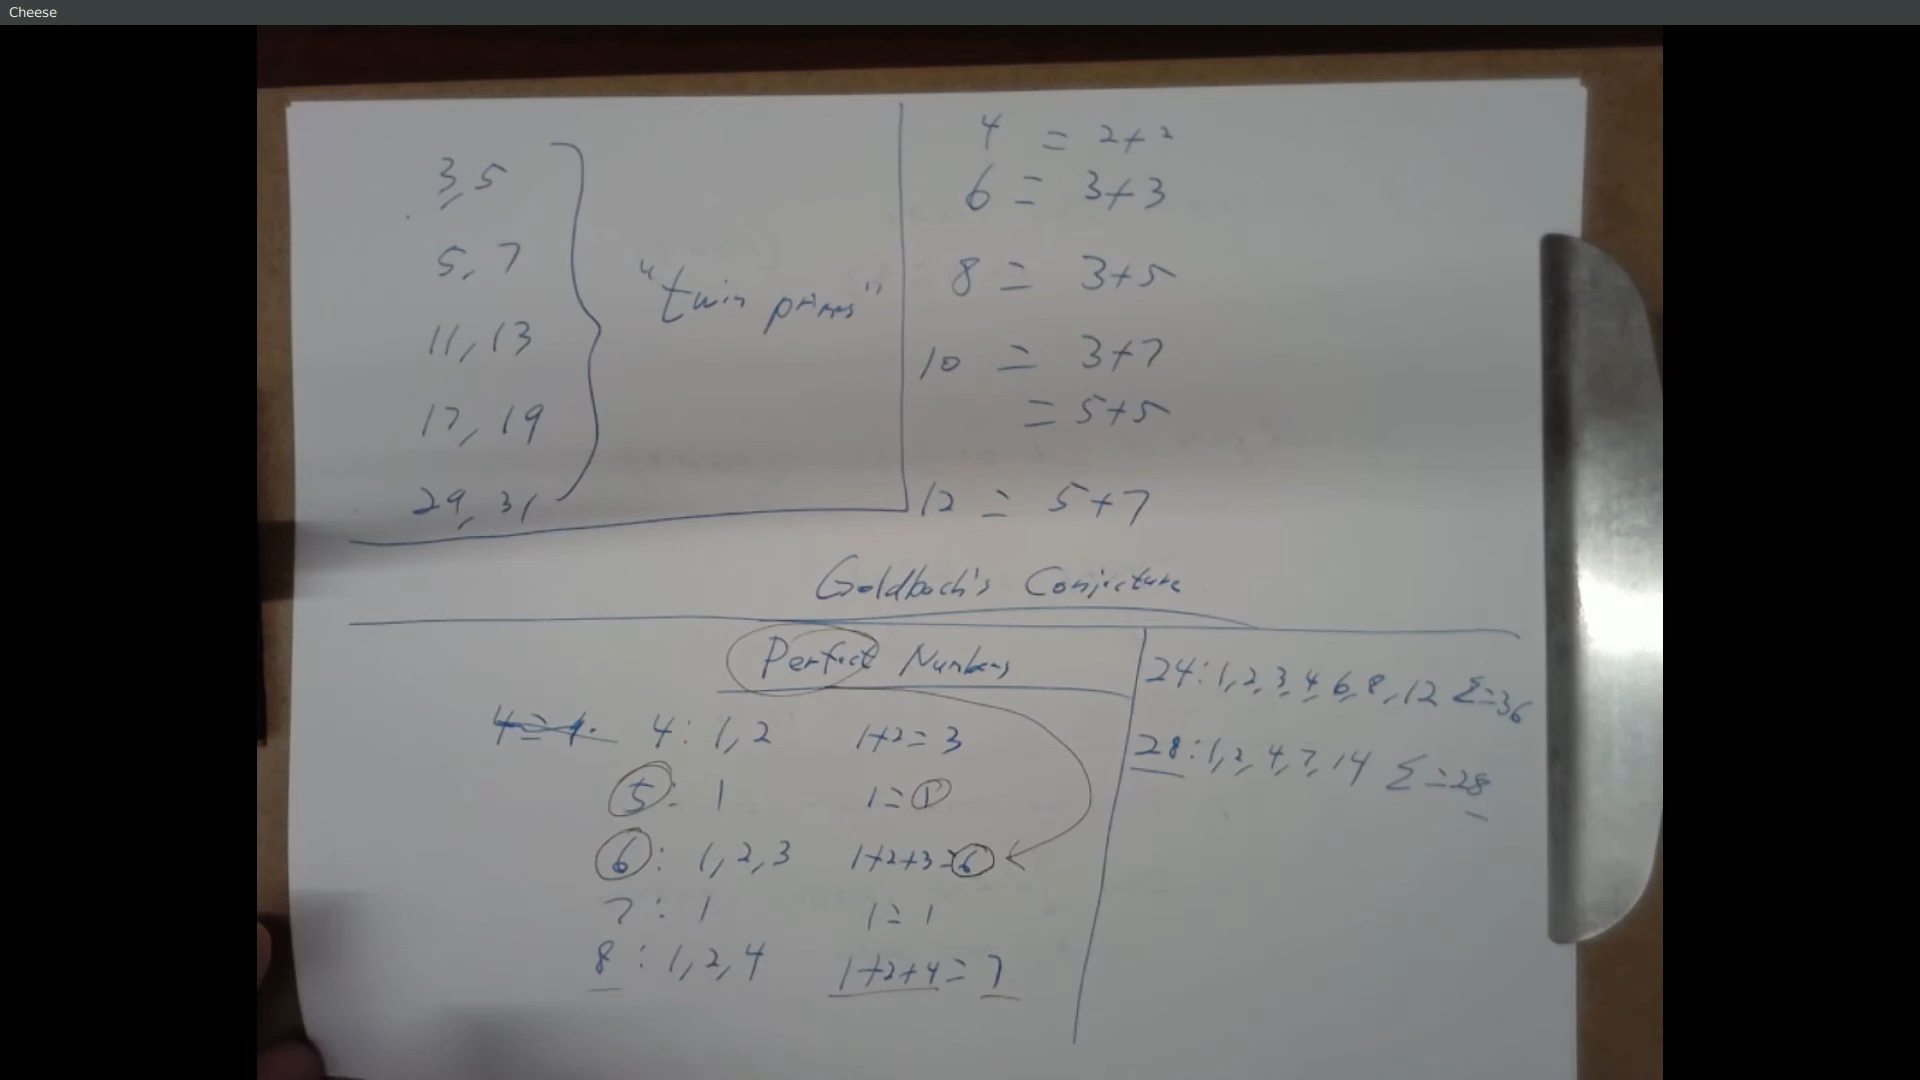 Cheese
3, 5
5, 7
11, 13
17, 19
29, 31
"twin primes"
4 = 2+2
6 = 3+3
8 = 3+5
10 = 3+7
= 5+5
12 = 5+7
Goldbach's Conjecture
Perfect Numbers
4: 1, 2 1+2=3
5: 1 1=1
6: 1, 2, 3 1+2+3=6
7: 1 1=1
8: 1, 2, 4 1+2+4=7
24: 1, 2, 3, 4, 6, 8, 12 Σ=36
28: 1, 2, 4, 7, 14 Σ=28